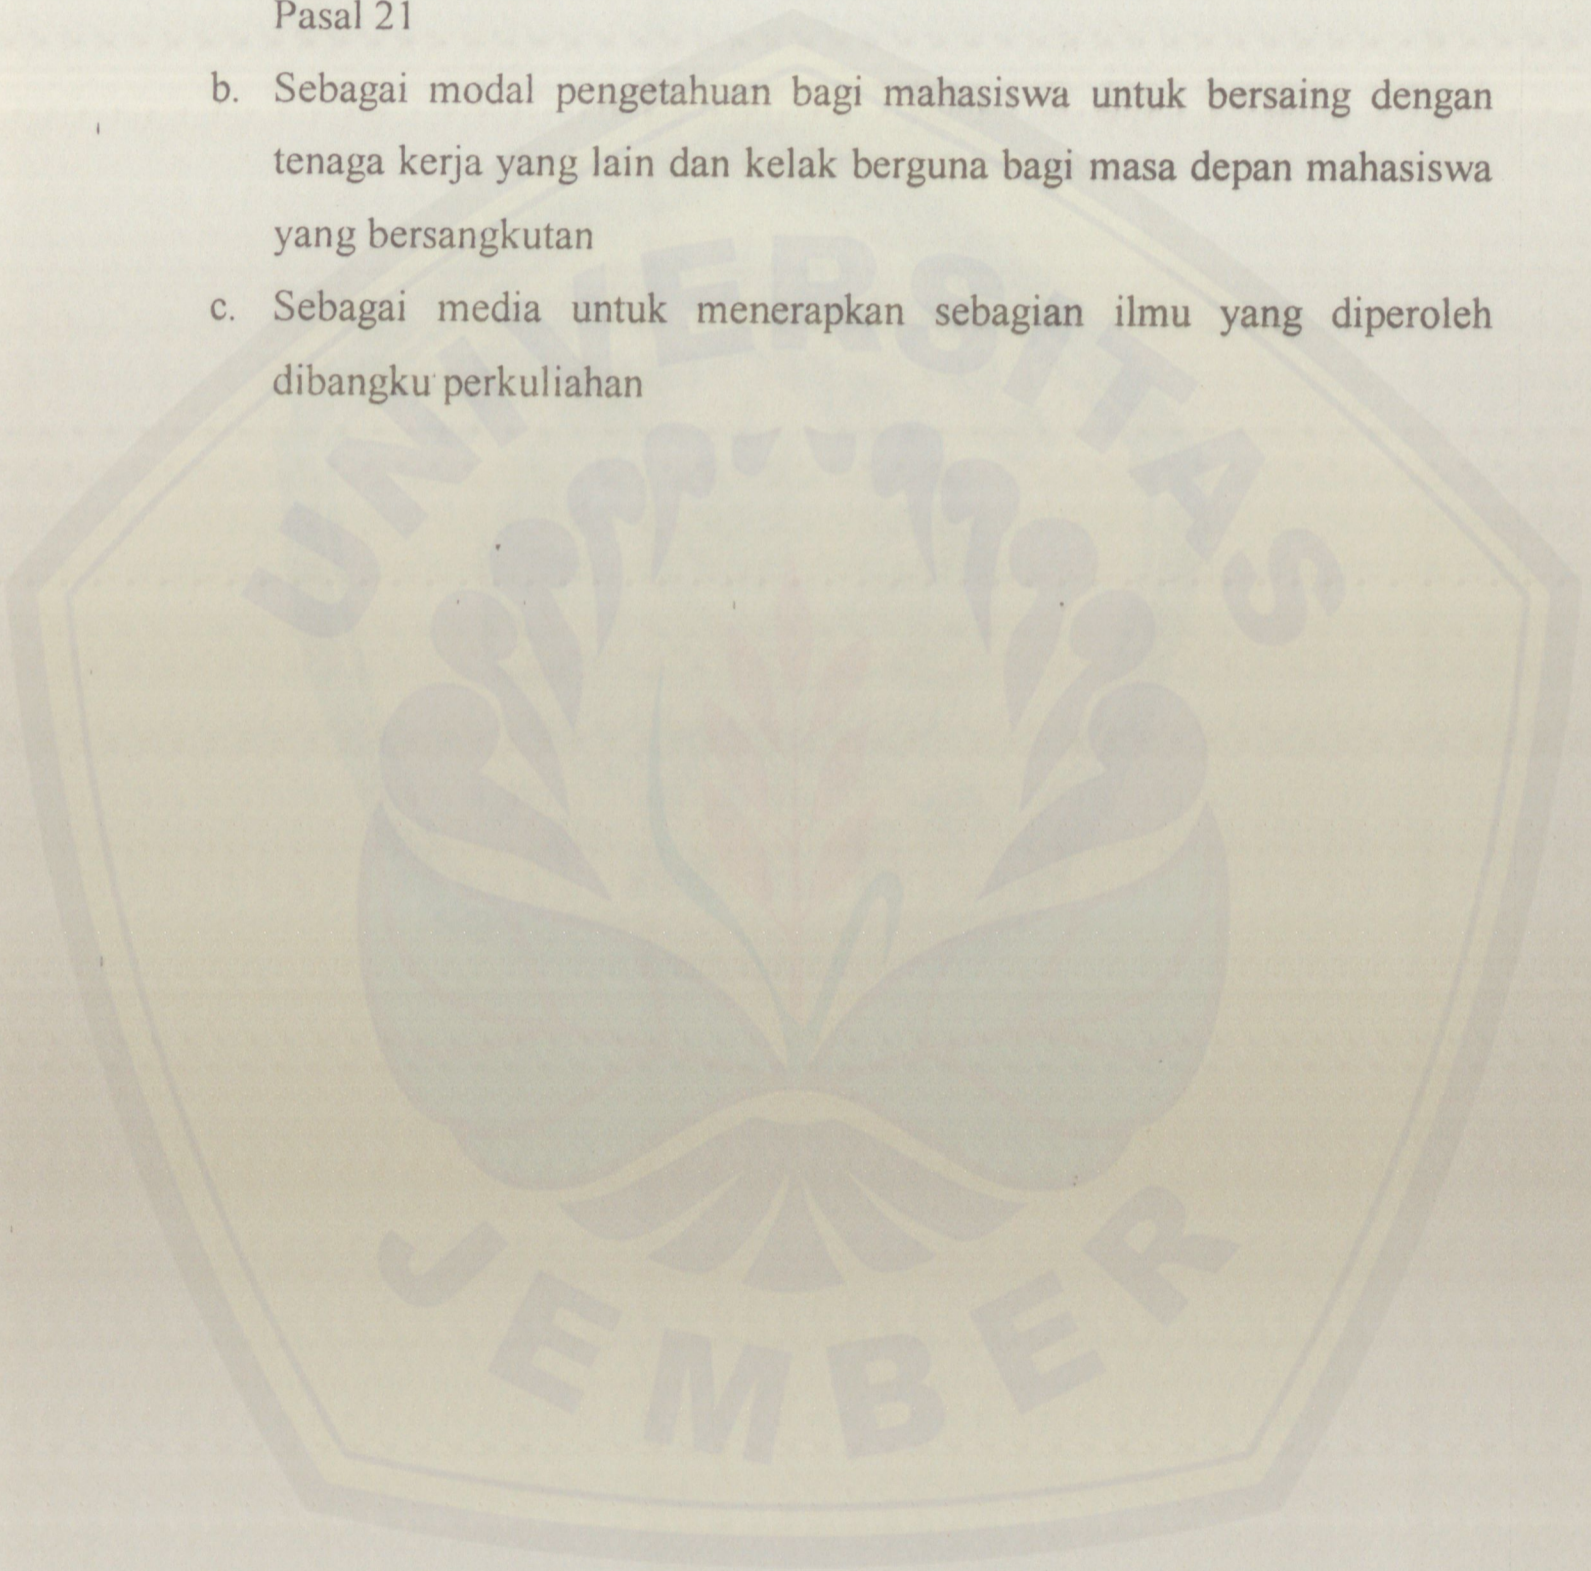 Pasal 21
b. Sebagai modal pengetahuan bagi mahasiswa untuk bersaing dengan
tenaga kerja yang lain dan kelak berguna bagi masa depan mahasiswa
yang bersangkutan
c. Sebagai media untuk menerapkan sebagian ilmu yang diperoleh
dibangku perkuliahan
UNIVERSITAS
JEMBER